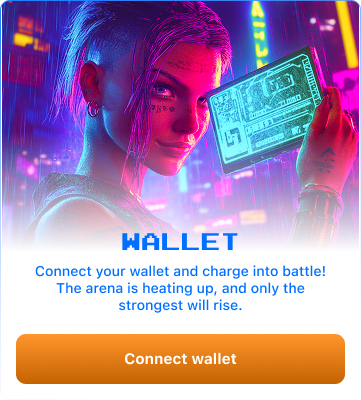 WALLET
Connect your wallet and charge into battle!
The arena is heating up, and only the
strongest will rise.
Connect wallet